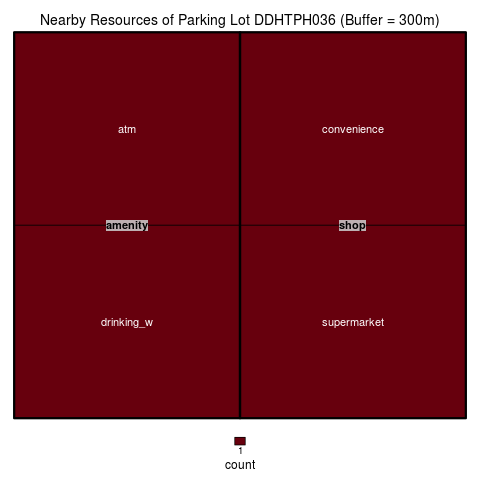 Nearby Resources of Parking Lot DDHTPH036 (Buffer = 300m)
atm
convenience
amenity
shop
drinking_w
supermarket
1
count